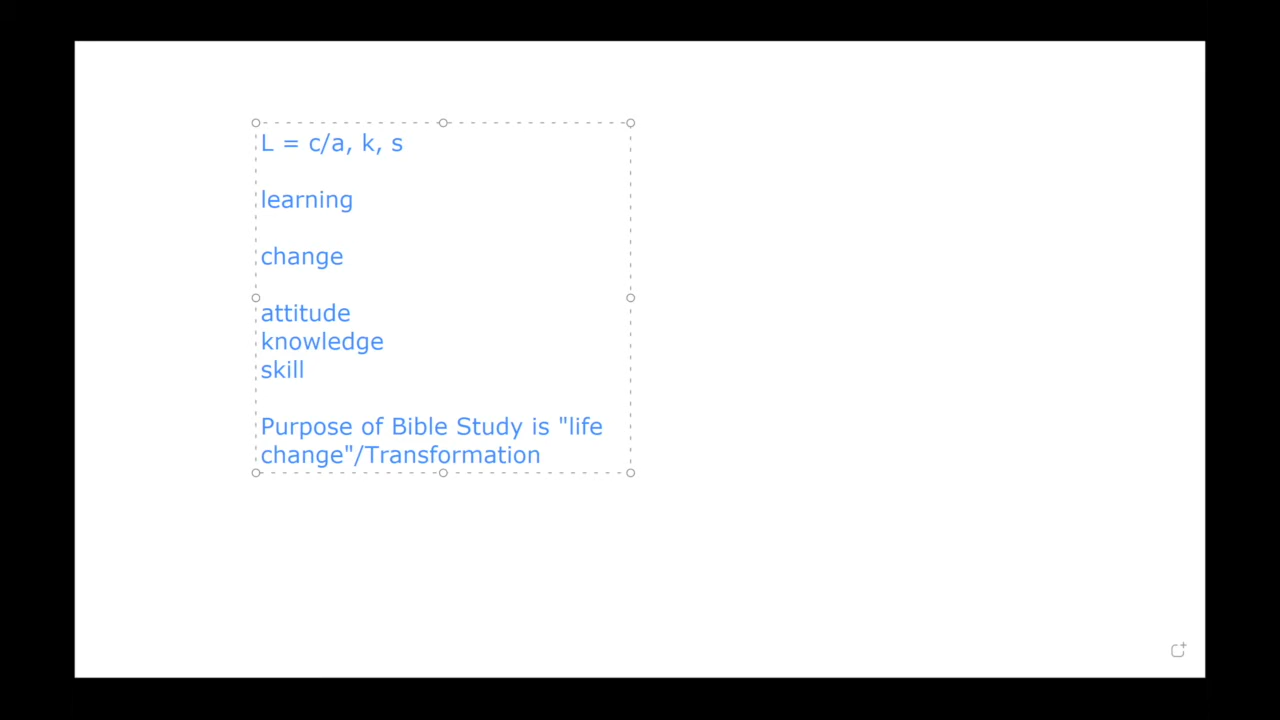 L = c/a, k, s
learning
change
attitude
knowledge
skill
Purpose of Bible Study is "life
change"/Transformation